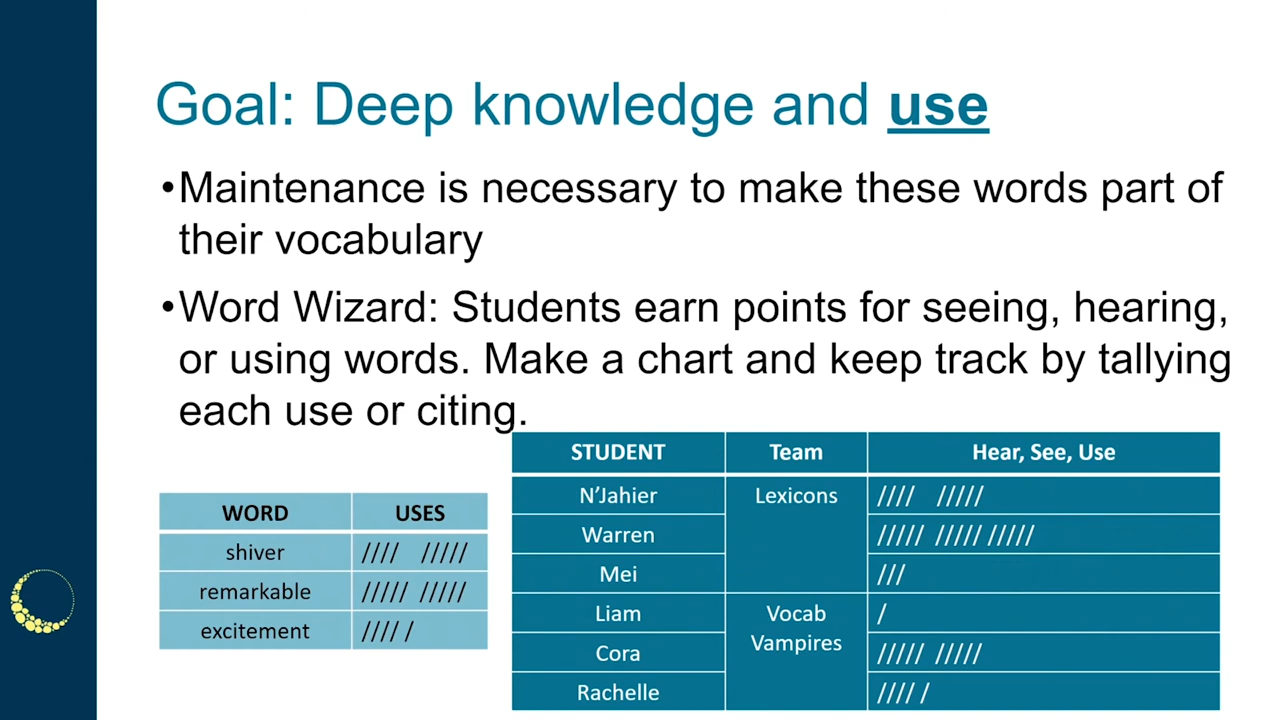 Goal: Deep knowledge and use
•Maintenance is necessary to make these words part of
their vocabulary
•Word Wizard: Students earn points for seeing, hearing,
or using words. Make a chart and keep track by tallying
each use or citing.
WORD USES
shiver //// /////
remarkable ///// /////
excitement //// /
STUDENT Team Hear, See, Use
N’Jahier Lexicons //// /////
Warren ///// ///// /////
Mei ///
Liam Vocab /
Vampires
Cora ///// /////
Rachelle //// /